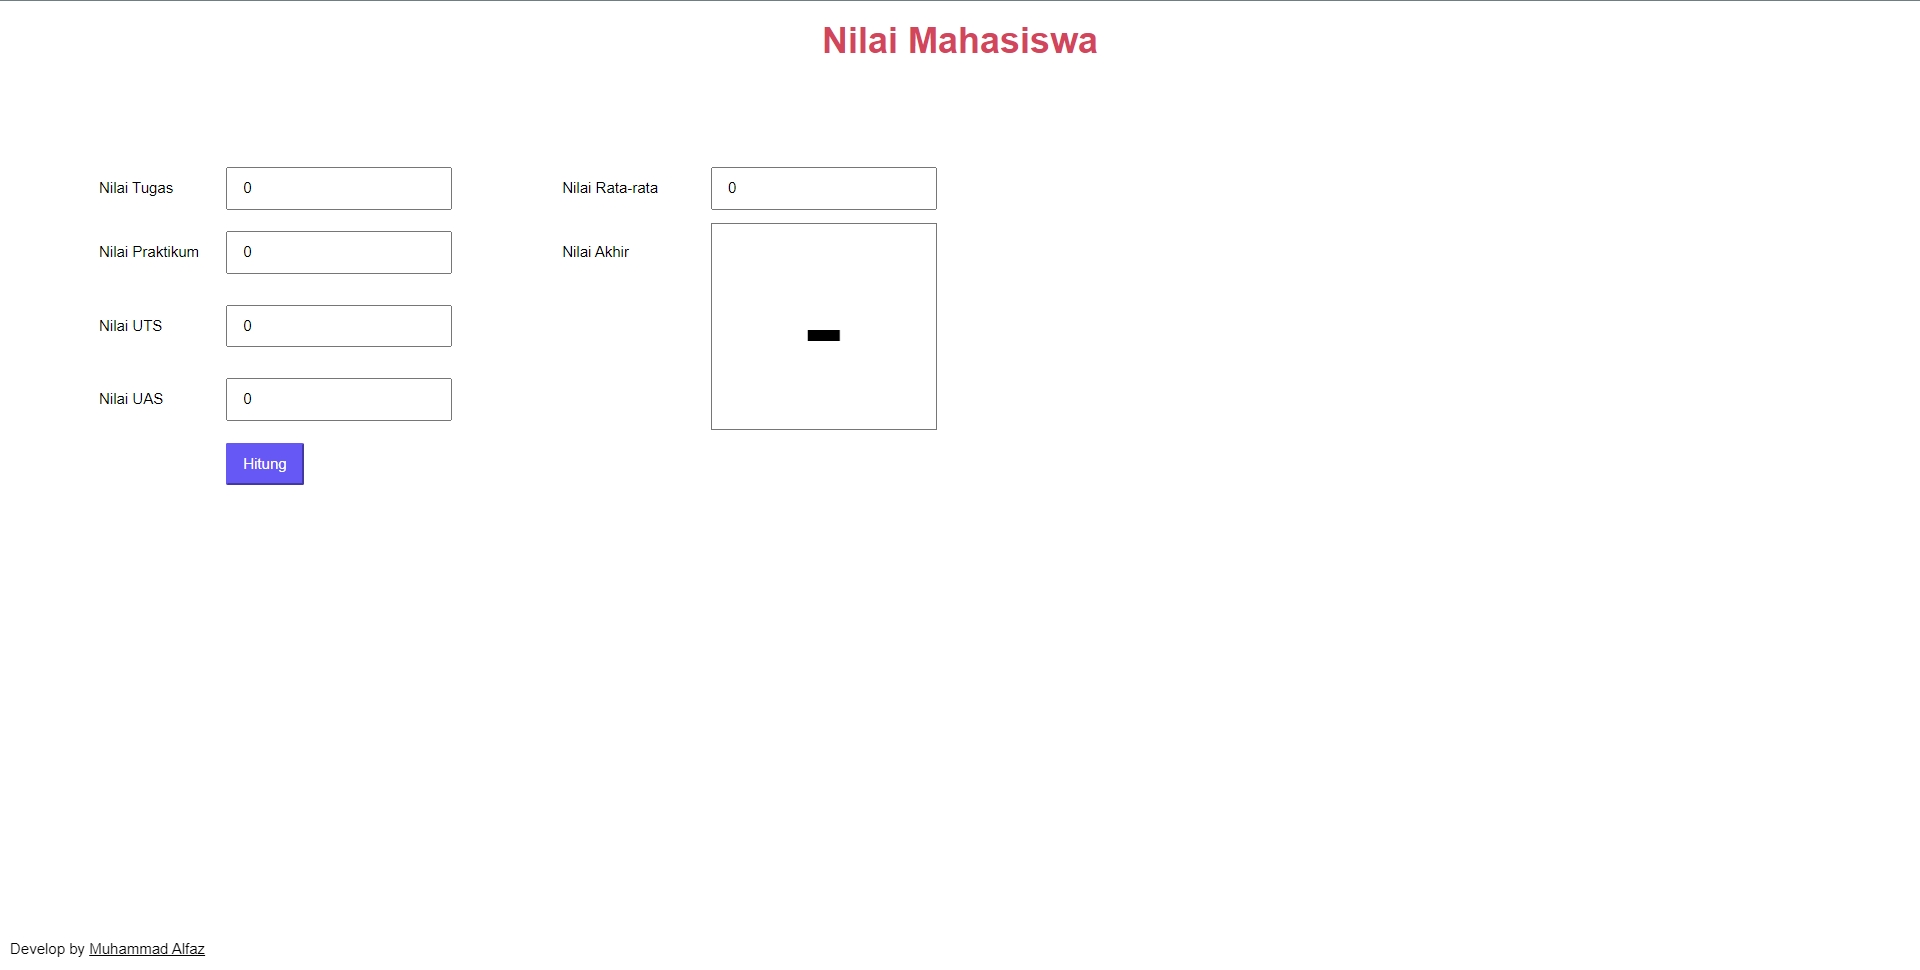 Nilai Mahasiswa
Nilai Tugas 0
Nilai Praktikum 0
Nilai UTS 0
Nilai UAS 0
Hitung
Nilai Rata-rata 0
Nilai Akhir -
Develop by Muhammad Alfaz